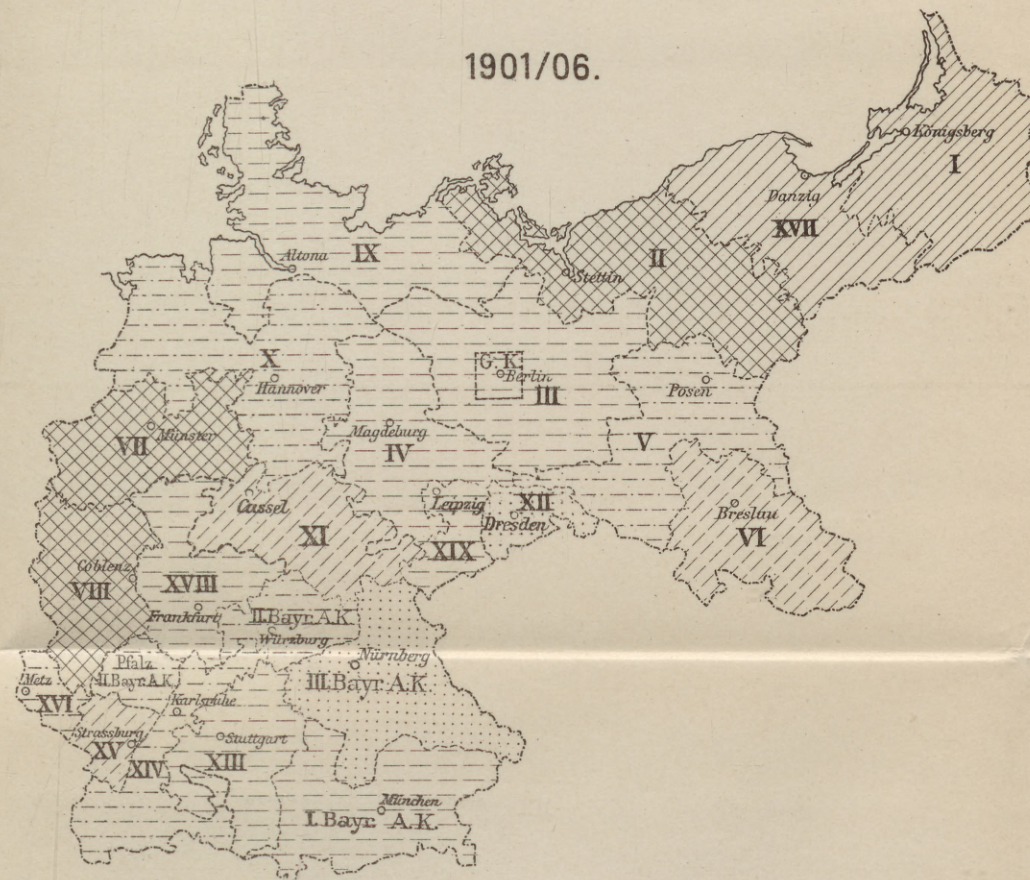 1901/06.
Königsberg
I
Danzig
XVII
IX
Altona
II
Stettin
X
Hannover
G.K.
Berlin
III
Posen
V
Magdeburg
IV
VII
Münster
Leipzig
XII
Dresden
XIX
Breslau
VI
Cassel
XI
Coblenz
VIII
XVIII
Frankfurt
II.Bayr.A.K.
Würzburg
Pfalz
II.Bayr.A.K.
Nürnberg
III.Bayr.A.K.
Metz
XVI
Karlsruhe
Strassburg
XV
XIV
Stuttgart
XIII
München
I.Bayr. A.K.